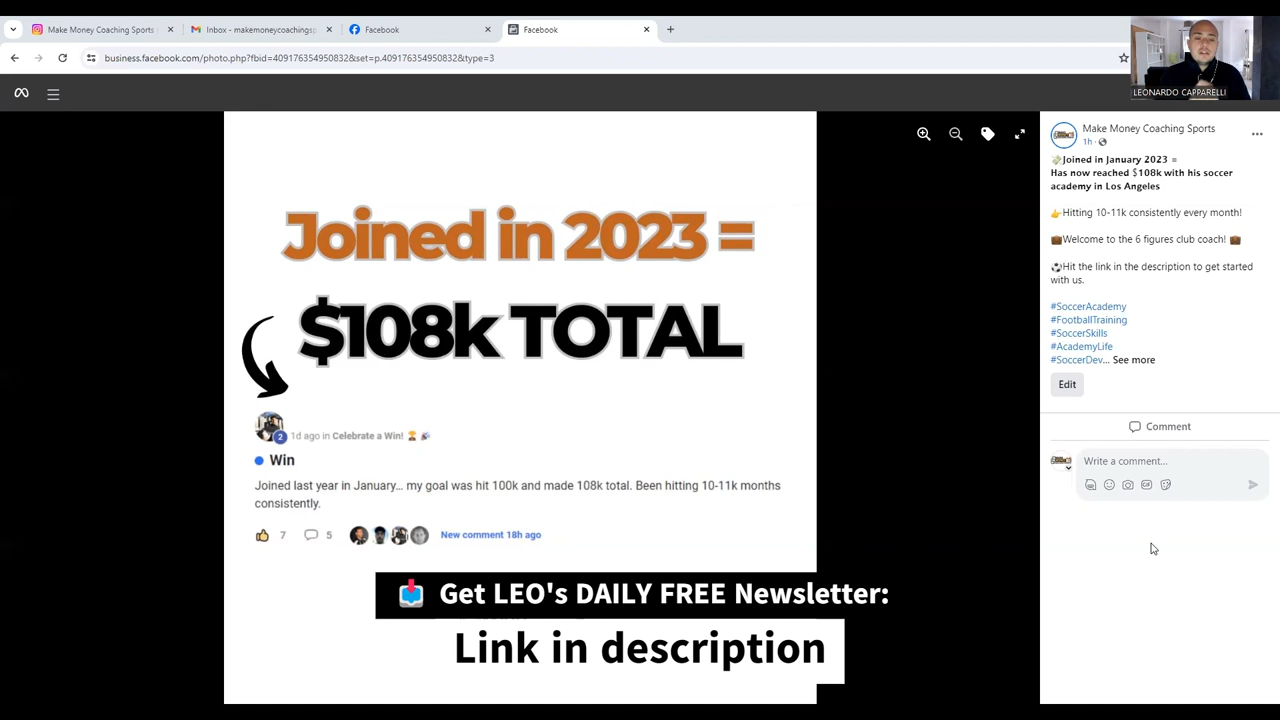 Make Money Coaching Sports
Inbox - makemoneycoachingsp
Facebook
Facebook
business.facebook.com/photo.php?fbid=409176354950832&set=p.409176354950832&type=3
LEONARDO CAPPARELLI
Joined in 2023 =
$108k TOTAL
2
1d ago in Celebrate a Win! 🏆 🎉
Win
Joined last year in January... my goal was hit 100k and made 108k total. Been hitting 10-11k months
consistently.
7
5
New comment 18h ago
📥 Get LEO's DAILY FREE Newsletter:
Link in description
Make Money Coaching Sports
1h ·
💸Joined in January 2023 =
Has now reached $108k with his soccer
academy in Los Angeles
👉Hitting 10-11k consistently every month!
💼Welcome to the 6 figures club coach! 💼
⚽Hit the link in the description to get started
with us.
#SoccerAcademy
#FootballTraining
#SoccerSkills
#AcademyLife
#SoccerDev... See more
Edit
Comment
Write a comment...
GIF